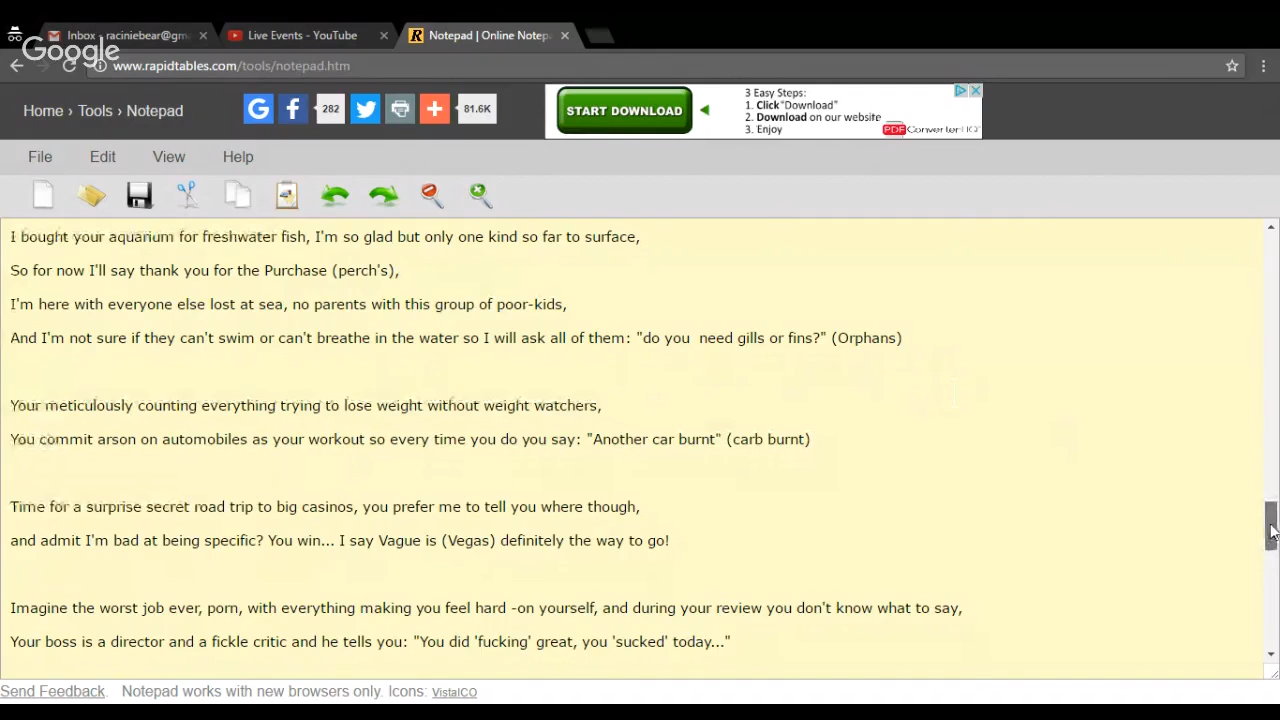 Inbox - raciniebear@gm
Live Events - YouTube
Notepad | Online Notep
Google
www.rapidtables.com/tools/notepad.htm
Home › Tools › Notepad
282
81.6K
START DOWNLOAD
3 Easy Steps:
1. Click"Download"
2. Download on our website
3. Enjoy
PDF ConverterHQ
File Edit View Help
I bought your aquarium for freshwater fish, I'm so glad but only one kind so far to surface,
So for now I'll say thank you for the Purchase (perch's),
I'm here with everyone else lost at sea, no parents with this group of poor-kids,
And I'm not sure if they can't swim or can't breathe in the water so I will ask all of them: "do you  need gills or fins?" (Orphans)
Your meticulously counting everything trying to lose weight without weight watchers,
You commit arson on automobiles as your workout so every time you do you say: "Another car burnt" (carb burnt)
Time for a surprise secret road trip to big casinos, you prefer me to tell you where though,
and admit I'm bad at being specific? You win... I say Vague is (Vegas) definitely the way to go!
Imagine the worst job ever, porn, with everything making you feel hard -on yourself, and during your review you don't know what to say,
Your boss is a director and a fickle critic and he tells you: "You did 'fucking' great, you 'sucked' today..."
Send Feedback. Notepad works with new browsers only. Icons: VistaICO